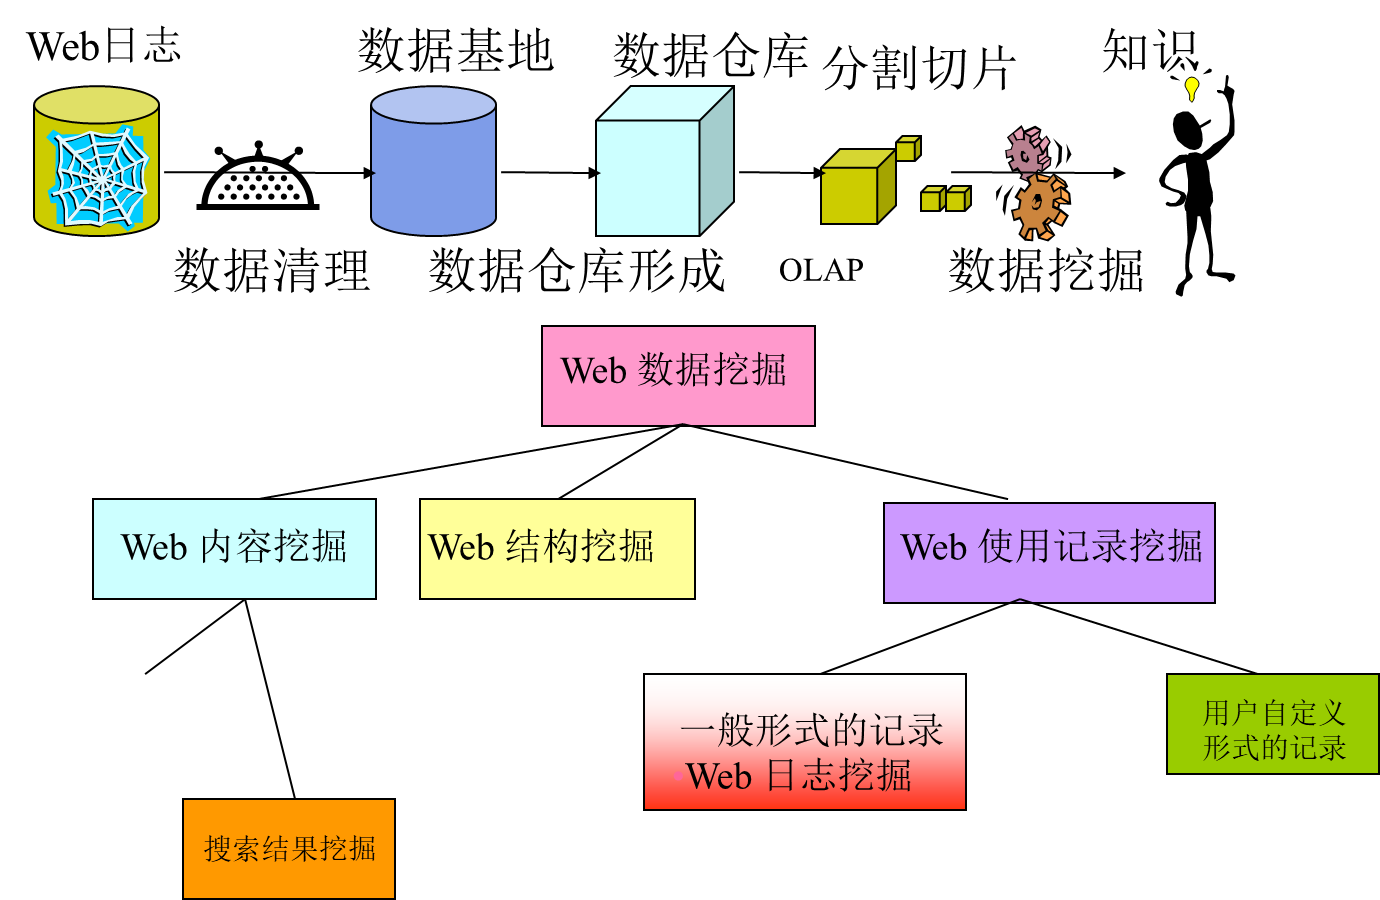 Web日志
数据基地
数据仓库
分割切片
知识
数据清理
数据仓库形成
OLAP
数据挖掘
Web 数据挖掘
Web 内容挖掘
Web 结构挖掘
Web 使用记录挖掘
一般形式的记录
•Web 日志挖掘
用户自定义
形式的记录
搜索结果挖掘